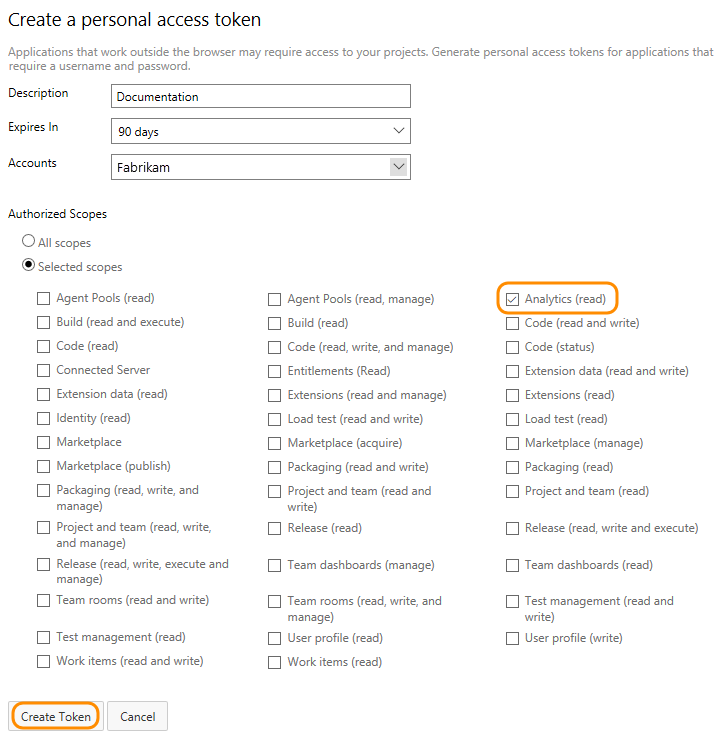 Create a personal access token
Applications that work outside the browser may require access to your projects. Generate personal access tokens for applications that
require a username and password.
Description
Documentation
Expires In
90 days
Accounts
Fabrikam
Authorized Scopes
All scopes
Selected scopes
Agent Pools (read)
Agent Pools (read, manage)
Analytics (read)
Build (read and execute)
Build (read)
Code (read and write)
Code (read)
Code (read, write, and manage)
Code (status)
Connected Server
Entitlements (Read)
Extension data (read and write)
Extension data (read)
Extensions (read and manage)
Extensions (read)
Identity (read)
Load test (read and write)
Load test (read)
Marketplace
Marketplace (acquire)
Marketplace (manage)
Marketplace (publish)
Packaging (read and write)
Packaging (read)
Packaging (read, write, and
manage)
Project and team (read and
write)
Project and team (read)
Project and team (read, write,
and manage)
Release (read)
Release (read, write and execute)
Release (read, write, execute and
manage)
Team dashboards (manage)
Team dashboards (read)
Team rooms (read and write)
Team rooms (read, write, and
manage)
Test management (read and
write)
Test management (read)
User profile (read)
User profile (write)
Work items (read and write)
Work items (read)
Create Token
Cancel